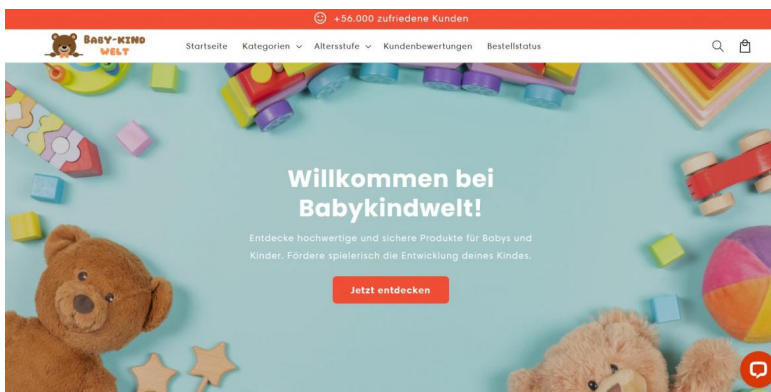 +56.000 zufriedene Kunden
BABY-KIND
WELT
Startseite Kategorien Altersstufe Kundenbewertungen Bestellstatus
Willkommen bei
Babykindwelt!
Entdecke hochwertige und sichere Produkte für Babys und
Kinder. Fördere spielerisch die Entwicklung deines Kindes.
Jetzt entdecken